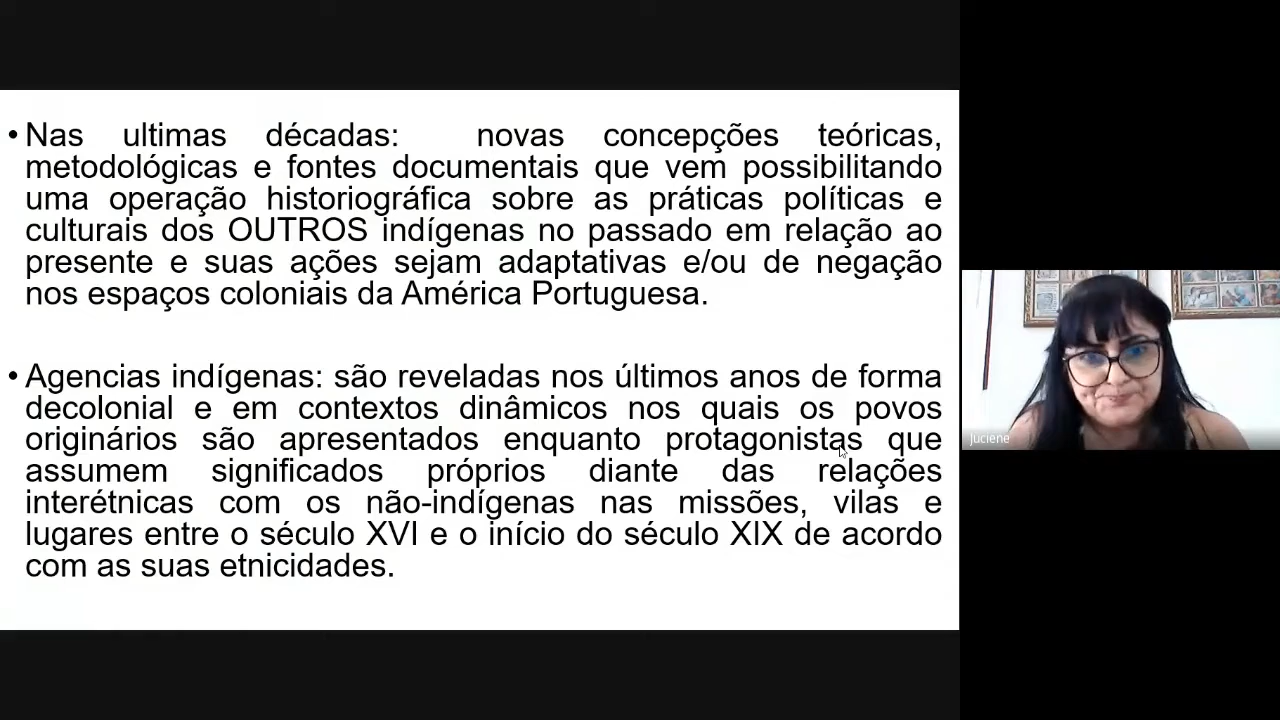 • Nas ultimas décadas: novas concepções teóricas,
metodológicas e fontes documentais que vem possibilitando
uma operação historiográfica sobre as práticas políticas e
culturais dos OUTROS indígenas no passado em relação ao
presente e suas ações sejam adaptativas e/ou de negação
nos espaços coloniais da América Portuguesa.
• Agencias indígenas: são reveladas nos últimos anos de forma
decolonial e em contextos dinâmicos nos quais os povos
originários são apresentados enquanto protagonistas que
assumem significados próprios diante das relações
interétnicas com os não-indígenas nas missões, vilas e
lugares entre o século XVI e o início do século XIX de acordo
com as suas etnicidades.
Juciene